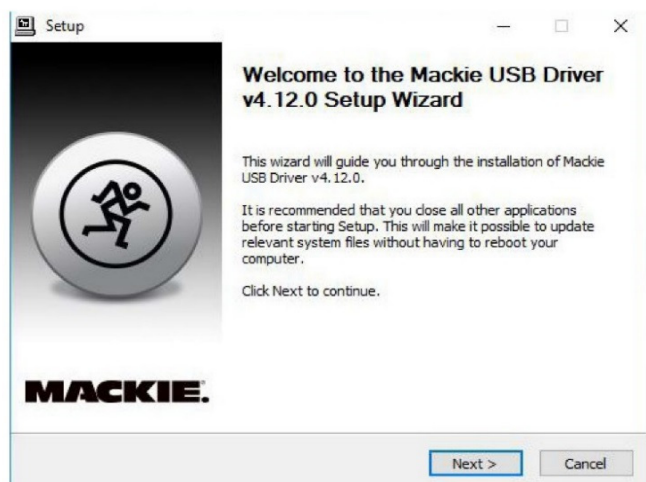 Setup
Welcome to the Mackie USB Driver
v4.12.0 Setup Wizard
This wizard will guide you through the installation of Mackie
USB Driver v4.12.0.
It is recommended that you close all other applications
before starting Setup. This will make it possible to update
relevant system files without having to reboot your
computer.
Click Next to continue.
MACKIE.
Next >
Cancel